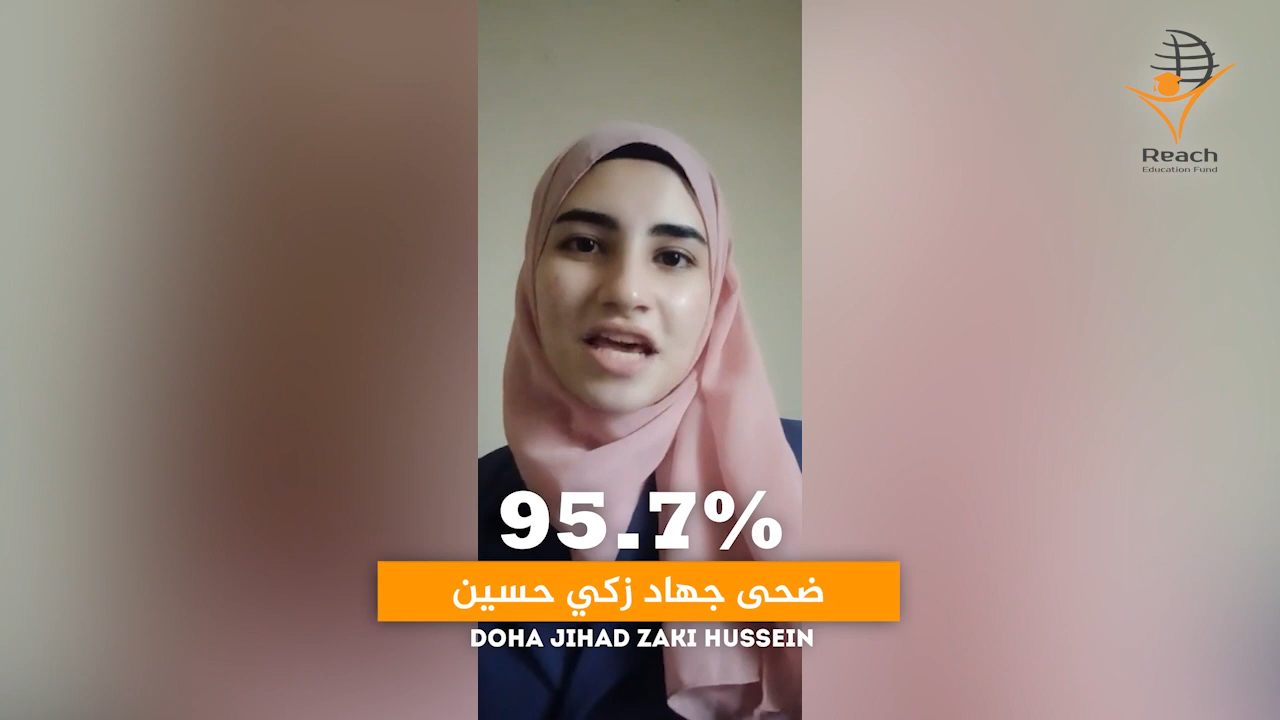 Reach
Education Fund
95.7%
ضحى جهاد زكي حسين
DOHA JIHAD ZAKI HUSSEIN